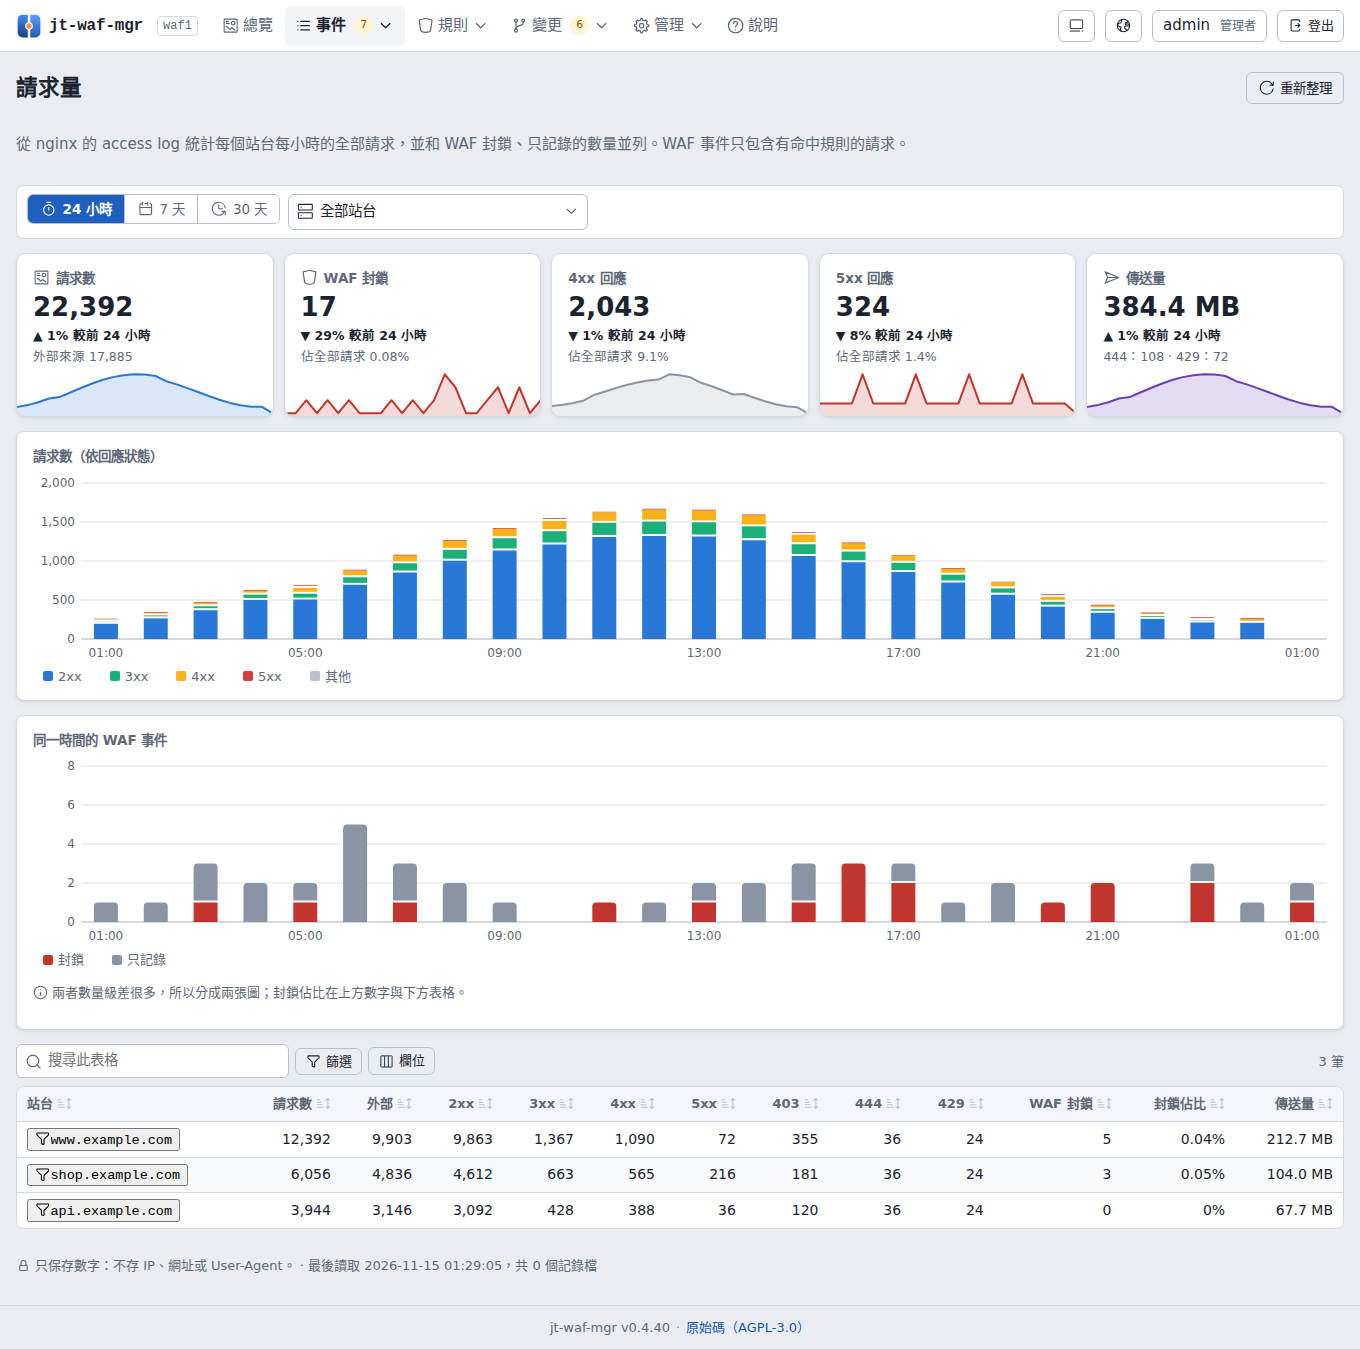 jt-waf-mgr waf1 總覽 事件 7 規則 變更 6 管理 說明 admin 管理者 登出
請求量 重新整理
從 nginx 的 access log 統計每個站台每小時的全部請求，並和 WAF 封鎖、只記錄的數量並列。WAF 事件只包含有命中規則的請求。
24 小時 7 天 30 天 全部站台
請求數 WAF 封鎖 4xx 回應 5xx 回應 傳送量
22,392 17 2,043 324 384.4 MB
▲ 1% 較前 24 小時 ▼ 29% 較前 24 小時 ▼ 1% 較前 24 小時 ▼ 8% 較前 24 小時 ▲ 1% 較前 24 小時
外部來源 17,885 佔全部請求 0.08% 佔全部請求 9.1% 佔全部請求 1.4% 444：108 · 429：72
請求數（依回應狀態）
2,000
1,500
1,000
500
0
01:00 05:00 09:00 13:00 17:00 21:00 01:00
2xx 3xx 4xx 5xx 其他
同一時間的 WAF 事件
8
6
4
2
0
01:00 05:00 09:00 13:00 17:00 21:00 01:00
封鎖 只記錄
兩者數量級差很多，所以分成兩張圖；封鎖佔比在上方數字與下方表格。
搜尋此表格 篩選 欄位 3 筆
站台 請求數 外部 2xx 3xx 4xx 5xx 403 444 429 WAF 封鎖 封鎖佔比 傳送量
www.example.com 12,392 9,903 9,863 1,367 1,090 72 355 36 24 5 0.04% 212.7 MB
shop.example.com 6,056 4,836 4,612 663 565 216 181 36 24 3 0.05% 104.0 MB
api.example.com 3,944 3,146 3,092 428 388 36 120 36 24 0 0% 67.7 MB
只保存數字：不存 IP、網址或 User-Agent。 · 最後讀取 2026-11-15 01:29:05，共 0 個記錄檔
jt-waf-mgr v0.4.40 · 原始碼（AGPL-3.0）